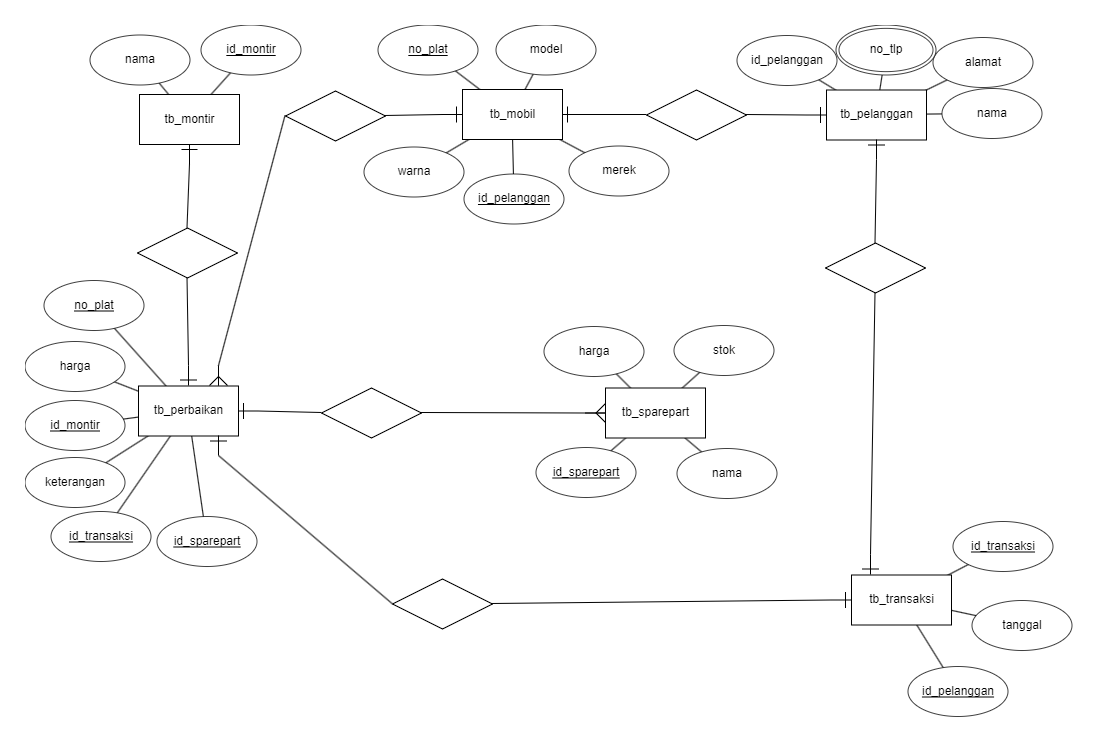 nama
id_montir
tb_montir
no_plat
model
tb_mobil
warna
id_pelanggan
merek
id_pelanggan
no_tlp
alamat
nama
tb_pelanggan
no_plat
harga
id_montir
keterangan
id_transaksi
id_sparepart
tb_perbaikan
harga
stok
tb_sparepart
id_sparepart
nama
tb_transaksi
id_transaksi
tanggal
id_pelanggan